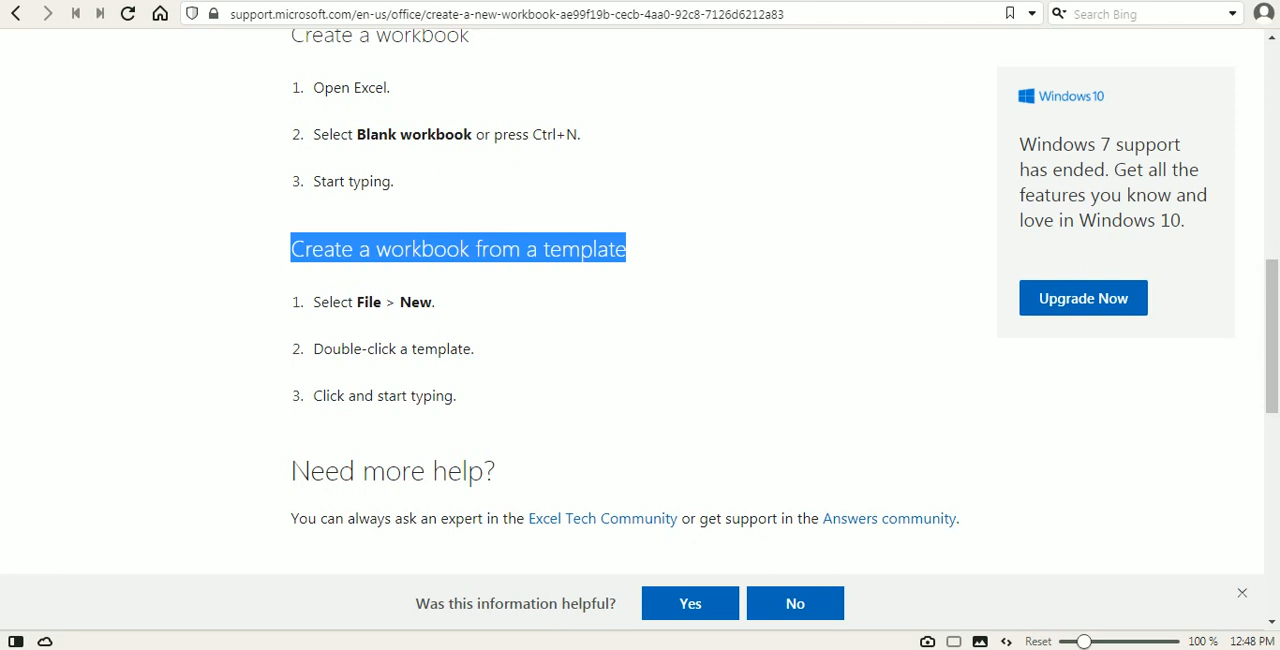 support.microsoft.com/en-us/office/create-a-new-workbook-ae99f19b-cecb-4aa0-92c8-7126d6212a83
Search Bing
Create a workbook
1. Open Excel.
2. Select Blank workbook or press Ctrl+N.
3. Start typing.
Create a workbook from a template
1. Select File > New.
2. Double-click a template.
3. Click and start typing.
Need more help?
You can always ask an expert in the Excel Tech Community or get support in the Answers community.
Windows 10
Windows 7 support
has ended. Get all the
features you know and
love in Windows 10.
Upgrade Now
Was this information helpful?
Yes
No
Reset
100 %
12:48 PM